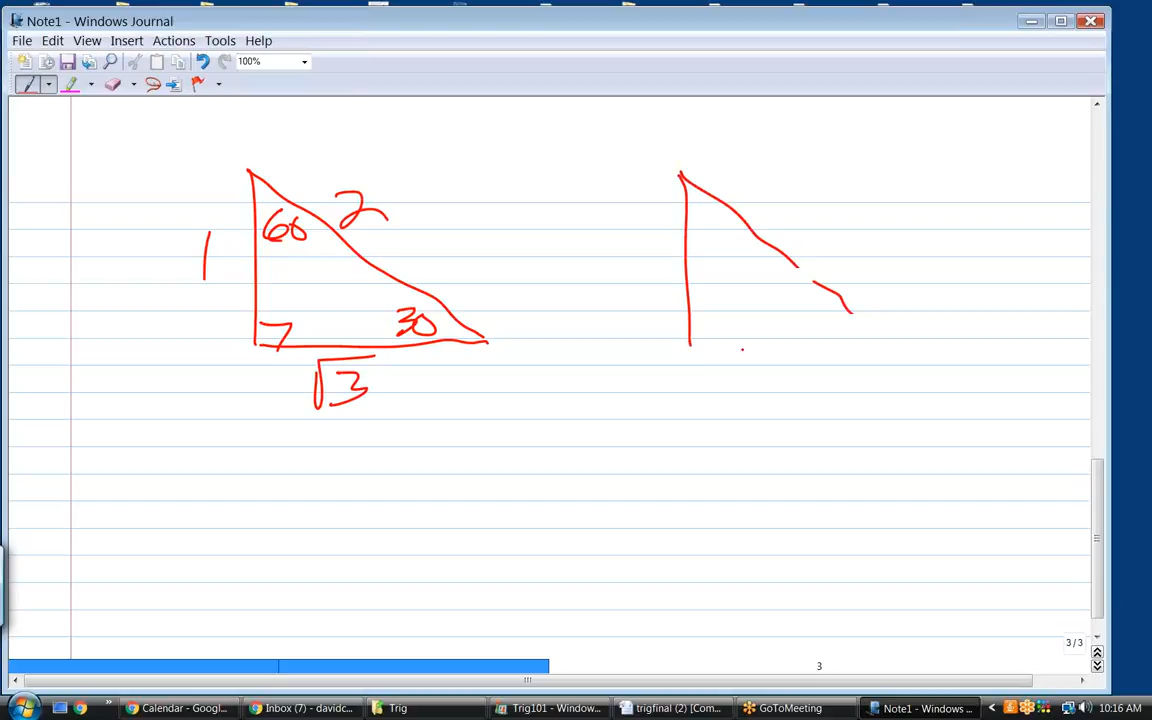 Note1 - Windows Journal
File Edit View Insert Actions Tools Help
100%
60
2
1
30
√3
3/3
3
Calendar - Googl...
Inbox (7) - davidc...
Trig
Trig101 - Window...
trigfinal (2) [Com...
GoToMeeting
Note1 - Windows ...
10:16 AM